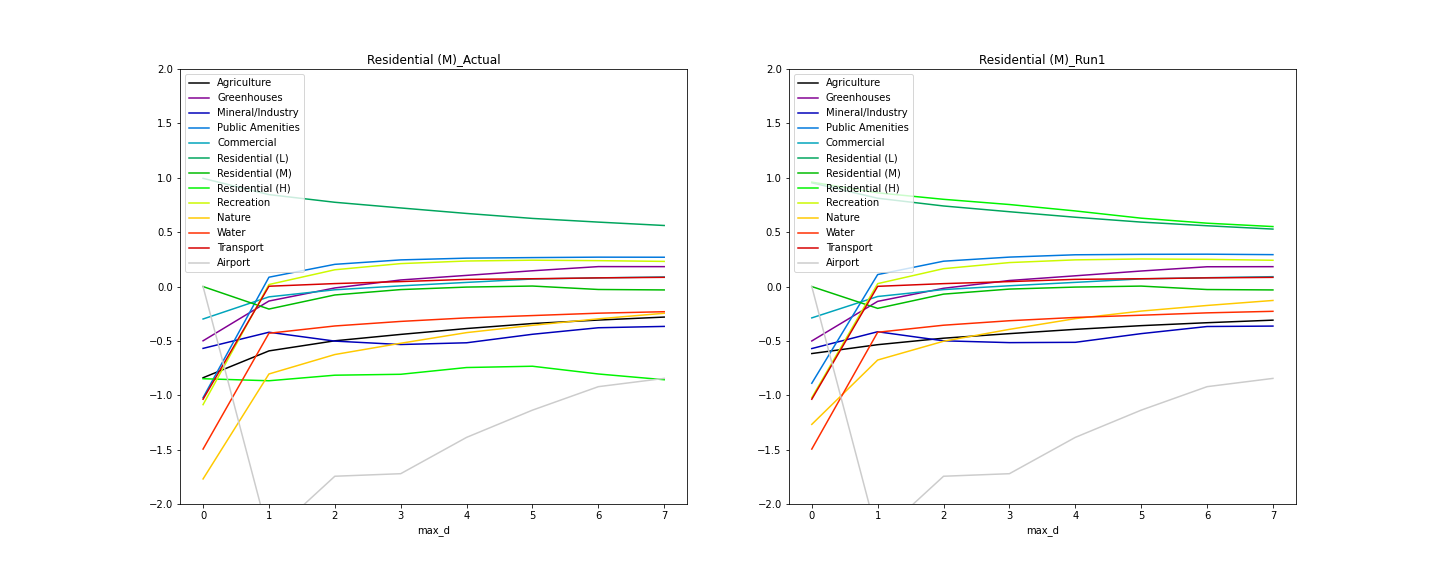 Residential (M)_Actual
2.0
1.5
1.0
0.5
0.0
−0.5
−1.0
−1.5
−2.0
Agriculture
Greenhouses
Mineral/Industry
Public Amenities
Commercial
Residential (L)
Residential (M)
Residential (H)
Recreation
Nature
Water
Transport
Airport
0 1 2 3 4 5 6 7
max_d
Residential (M)_Run1
2.0
1.5
1.0
0.5
0.0
−0.5
−1.0
−1.5
−2.0
Agriculture
Greenhouses
Mineral/Industry
Public Amenities
Commercial
Residential (L)
Residential (M)
Residential (H)
Recreation
Nature
Water
Transport
Airport
0 1 2 3 4 5 6 7
max_d